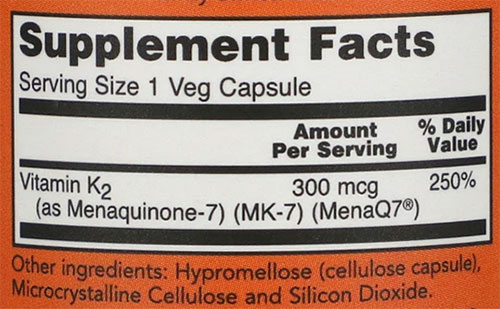 Supplement Facts
Serving Size 1 Veg Capsule
Amount Per Serving % Daily Value
Vitamin K2 300 mcg 250%
(as Menaquinone-7) (MK-7) (MenaQ7®)
Other ingredients: Hypromellose (cellulose capsule),
Microcrystalline Cellulose and Silicon Dioxide.